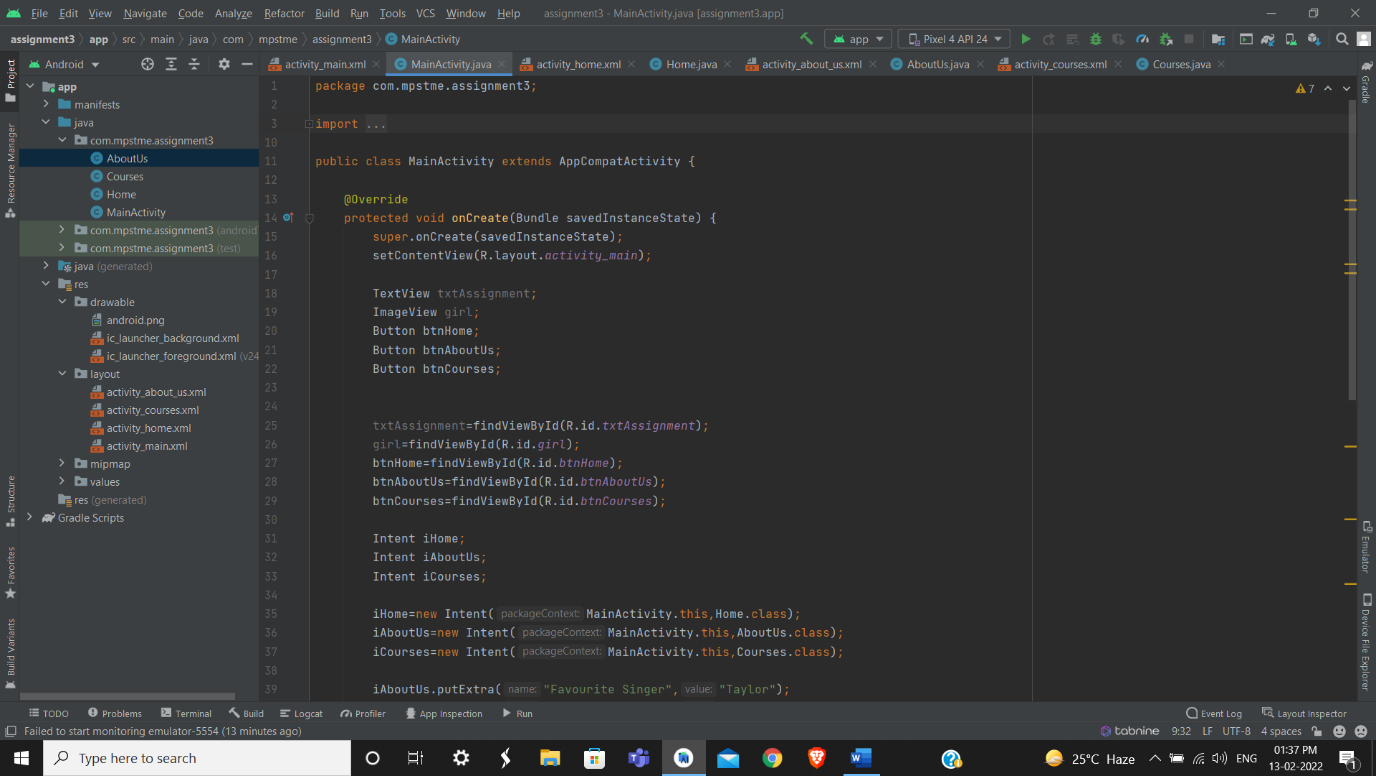 File Edit View Navigate Code Analyze Refactor Build Run Tools VCS Window Help assignment3 - MainActivity.java [assignment3.app]
assignment3 app src main java com mpstme assignment3 MainActivity app Pixel 4 API 24
Project
Resource Manager
Structure
Favorites
Build Variants
Android
app
manifests
java
com.mpstme.assignment3
AboutUs
Courses
Home
MainActivity
com.mpstme.assignment3 (android
com.mpstme.assignment3 (test)
java (generated)
res
drawable
android.png
ic_launcher_background.xml
ic_launcher_foreground.xml (v24
layout
activity_about_us.xml
activity_courses.xml
activity_home.xml
activity_main.xml
mipmap
values
res (generated)
Gradle Scripts
activity_main.xml MainActivity.java activity_home.xml Home.java activity_about_us.xml AboutUs.java activity_courses.xml Courses.java
7
1 package com.mpstme.assignment3;
2
3 import ...
10
11 public class MainActivity extends AppCompatActivity {
12
13 @Override
14 protected void onCreate(Bundle savedInstanceState) {
15 super.onCreate(savedInstanceState);
16 setContentView(R.layout.activity_main);
17
18 TextView txtAssignment;
19 ImageView girl;
20 Button btnHome;
21 Button btnAboutUs;
22 Button btnCourses;
23
24
25 txtAssignment=findViewById(R.id.txtAssignment);
26 girl=findViewById(R.id.girl);
27 btnHome=findViewById(R.id.btnHome);
28 btnAboutUs=findViewById(R.id.btnAboutUs);
29 btnCourses=findViewById(R.id.btnCourses);
30
31 Intent iHome;
32 Intent iAboutUs;
33 Intent iCourses;
34
35 iHome=new Intent( packageContext: MainActivity.this,Home.class);
36 iAboutUs=new Intent( packageContext: MainActivity.this,AboutUs.class);
37 iCourses=new Intent( packageContext: MainActivity.this,Courses.class);
38
39 iAboutUs.putExtra( name: "Favourite Singer", value: "Taylor");
Gradle
Emulator
Device File Explorer
TODO Problems Terminal Build Logcat Profiler App Inspection Run Event Log Layout Inspector
Failed to start monitoring emulator-5554 (13 minutes ago) tabnine 9:32 LF UTF-8 4 spaces
Type here to search 25°C Haze ENG 01:37 PM
13-02-2022
1